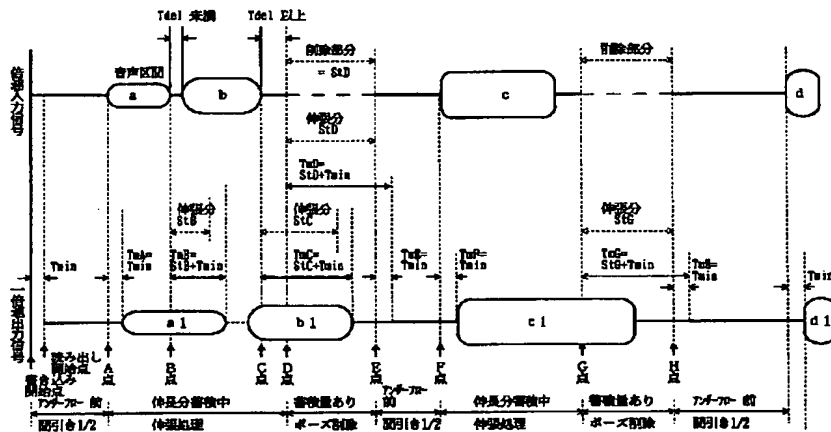 Tdel 未満
Tdel 以上
音声区間
削除部分
= StD
削除部分
a
b
c
d
倍速入力信号
伸張分
StD
TmD=
StD+Tmin
伸張分
StB
伸張分
StC
伸張分
StG
Tmin
TmA=
Tmin
TmB=
StB+Tmin
TmC=
StC+Tmin
TmE=
Tmin
TmF=
Tmin
TmG=
StG+Tmin
TmH=
Tmin
Tmin
一倍速出力信号
a1
b1
c1
d1
読み出し
開始点
書き込み
開始点
A点
B点
C点
D点
E点
F点
G点
H点
アンダーフロー 前
伸長分蓄積中
蓄積量あり
アンダーフロー
前
伸長分蓄積中
蓄積量あり
アンダーフロー 前
間引き1/2
伸張処理
ポーズ削除
間引き1/2
伸張処理
ポーズ削除
間引き1/2